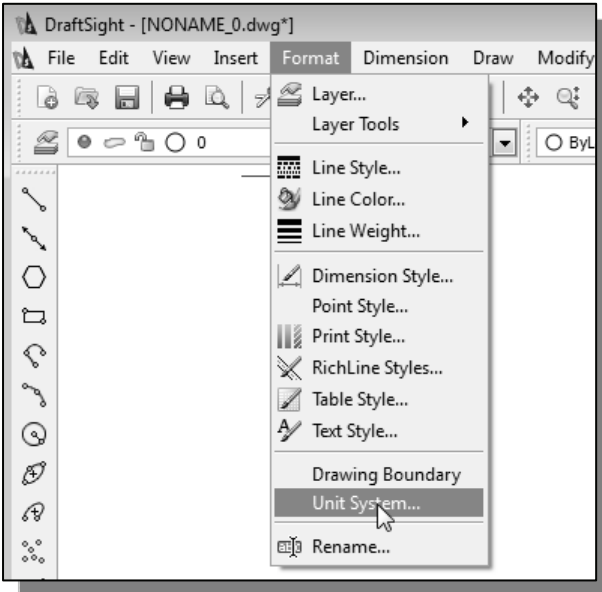 DraftSight - [NONAME_0.dwg*]
File Edit View Insert Format Dimension Draw Modify
Layer...
Layer Tools
0
ByL
Line Style...
Line Color...
Line Weight...
Dimension Style...
Point Style...
Print Style...
RichLine Styles...
Table Style...
Text Style...
Drawing Boundary
Unit System...
Rename...